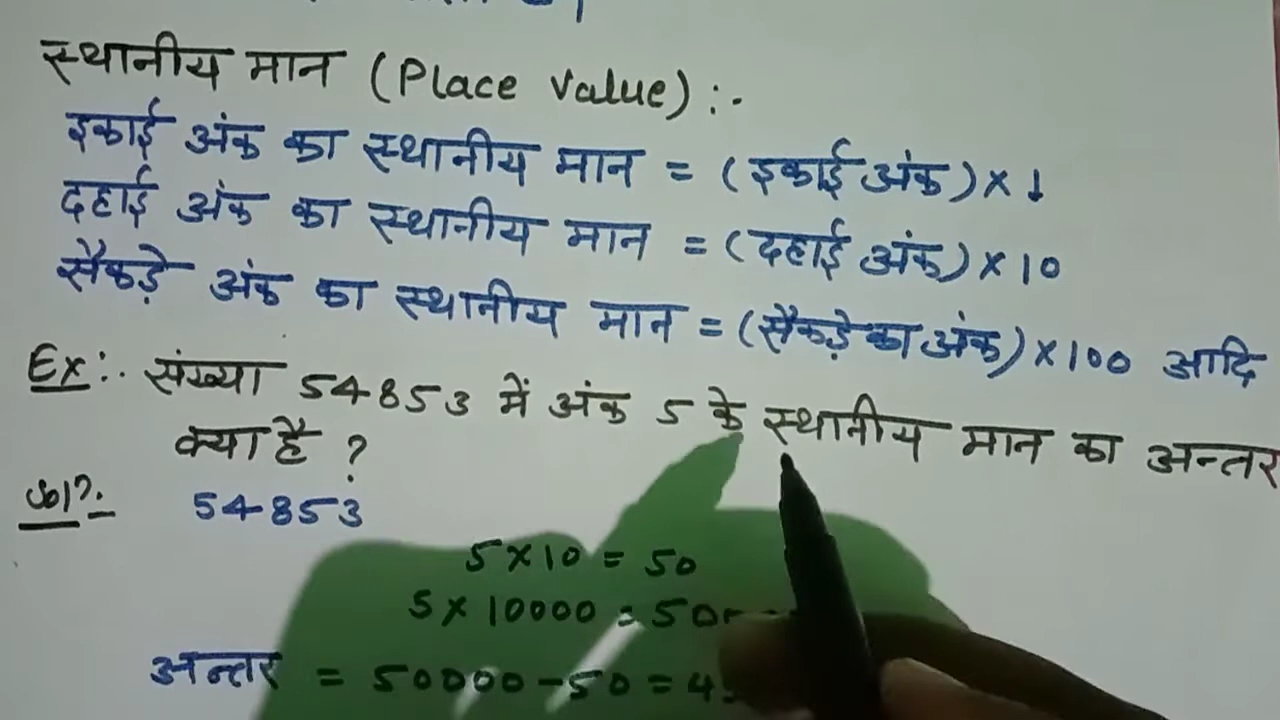 स्थानीय मान (Place Value) :-
इकाई अंक का स्थानीय मान = (इकाई अंक) × 1
दहाई अंक का स्थानीय मान = (दहाई अंक) × 10
सैकड़े अंक का स्थानीय मान = (सैकड़े का अंक) × 100 आदि
Ex:- संख्या 54853 में अंक 5 के स्थानीय मान का अन्तर
क्या है ?
Soln:-
54853
5 × 10 = 50
5 × 10000 =
अन्तर = 50000 - 50 =